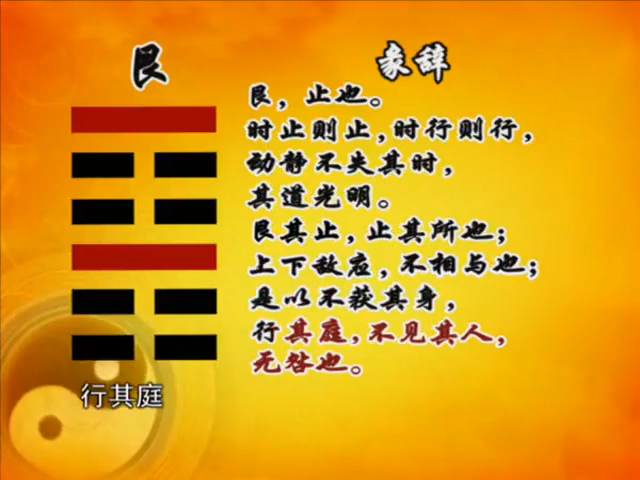 艮
彖辞
艮，止也。
时止则止，时行则行，
动静不失其时，
其道光明。
艮其止，止其所也；
上下敌应，不相与也；
是以不获其身，
行其庭，不见其人，
无咎也。
行其庭